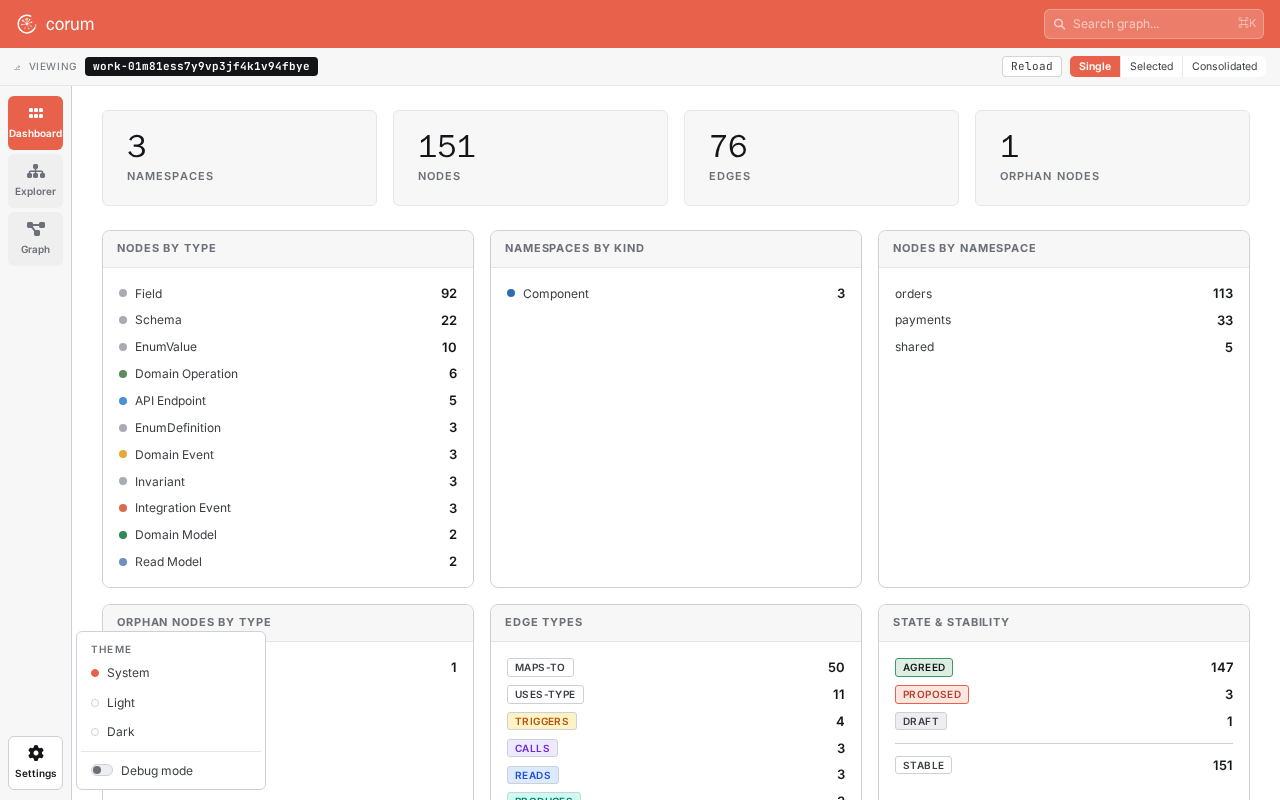 corum
Search graph...
⌘K
VIEWING
work-01m81ess7y9vp3jf4k1v94fbye
Reload
Single
Selected
Consolidated
Dashboard
Explorer
Graph
3
NAMESPACES
151
NODES
76
EDGES
1
ORPHAN NODES
NODES BY TYPE
Field 92
Schema 22
EnumValue 10
Domain Operation 6
API Endpoint 5
EnumDefinition 3
Domain Event 3
Invariant 3
Integration Event 3
Domain Model 2
Read Model 2
NAMESPACES BY KIND
Component 3
NODES BY NAMESPACE
orders 113
payments 33
shared 5
ORPHAN NODES BY TYPE
1
EDGE TYPES
MAPS-TO 50
USES-TYPE 11
TRIGGERS 4
CALLS 3
READS 3
STATE & STABILITY
AGREED 147
PROPOSED 3
DRAFT 1
STABLE 151
THEME
System
Light
Dark
Debug mode
Settings